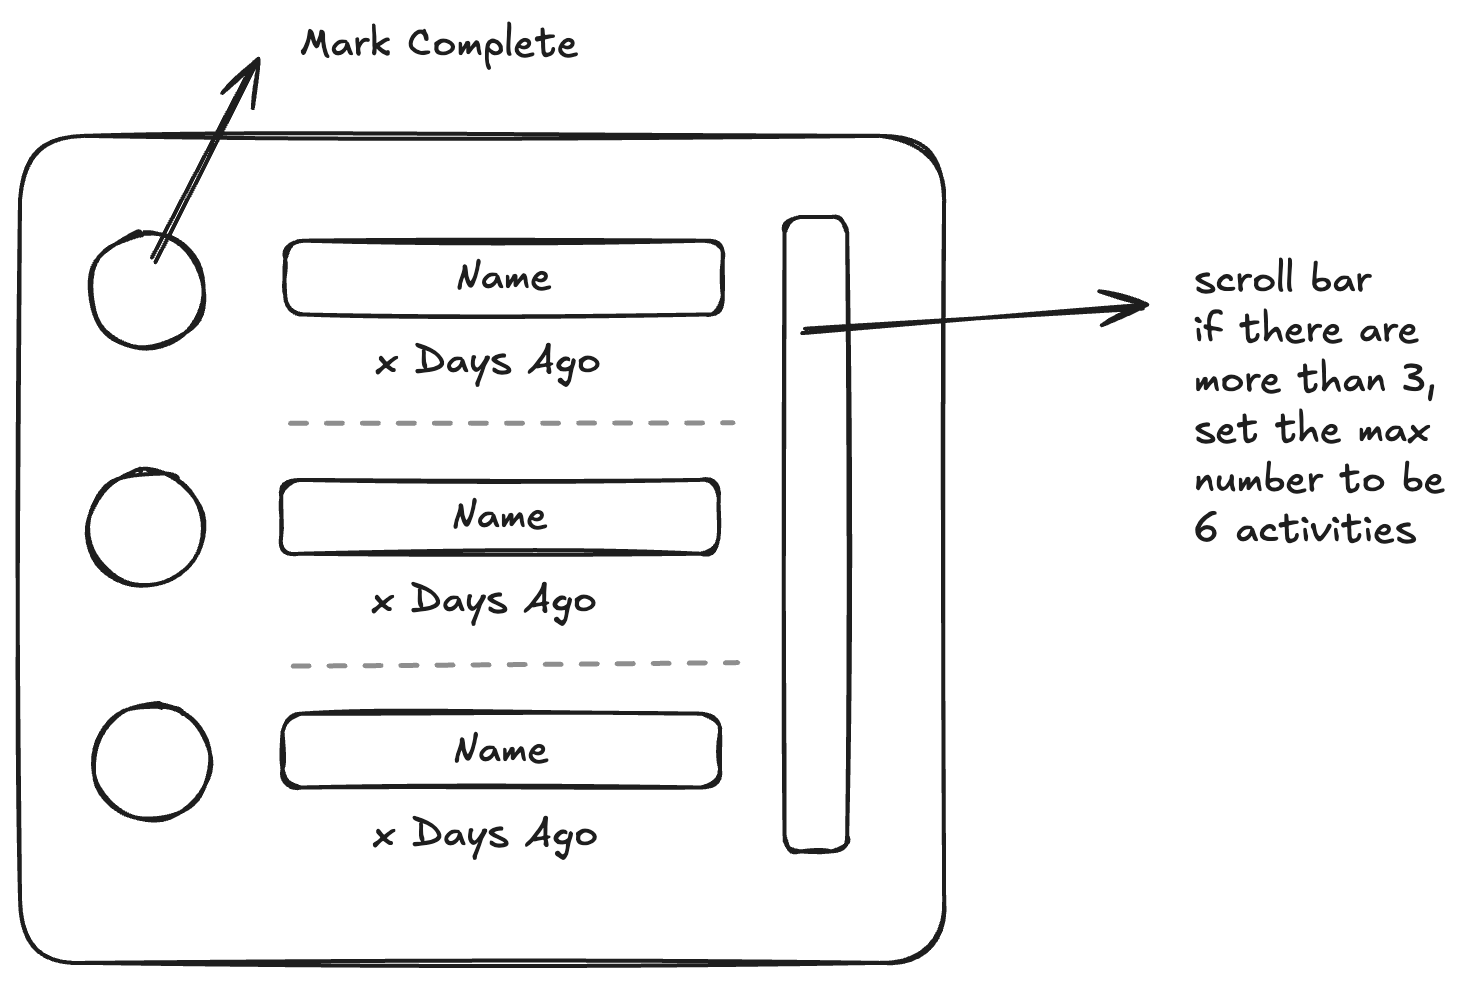 Mark Complete
Name
x Days Ago
Name
x Days Ago
Name
x Days Ago
scroll bar
if there are
more than 3,
set the max
number to be
6 activities